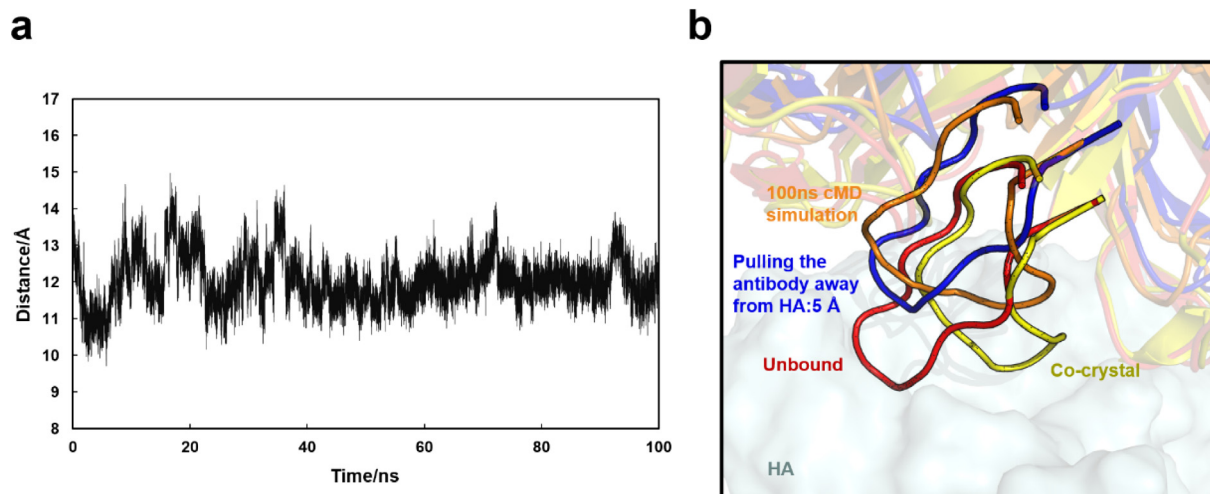 a
17
16
15
14
13
12
11
10
9
8
Distance/Å
0
20
40
60
80
100
Time/ns
b
100ns cMD
simulation
Pulling the
antibody away
from HA:5 Å
Unbound
Co-crystal
HA